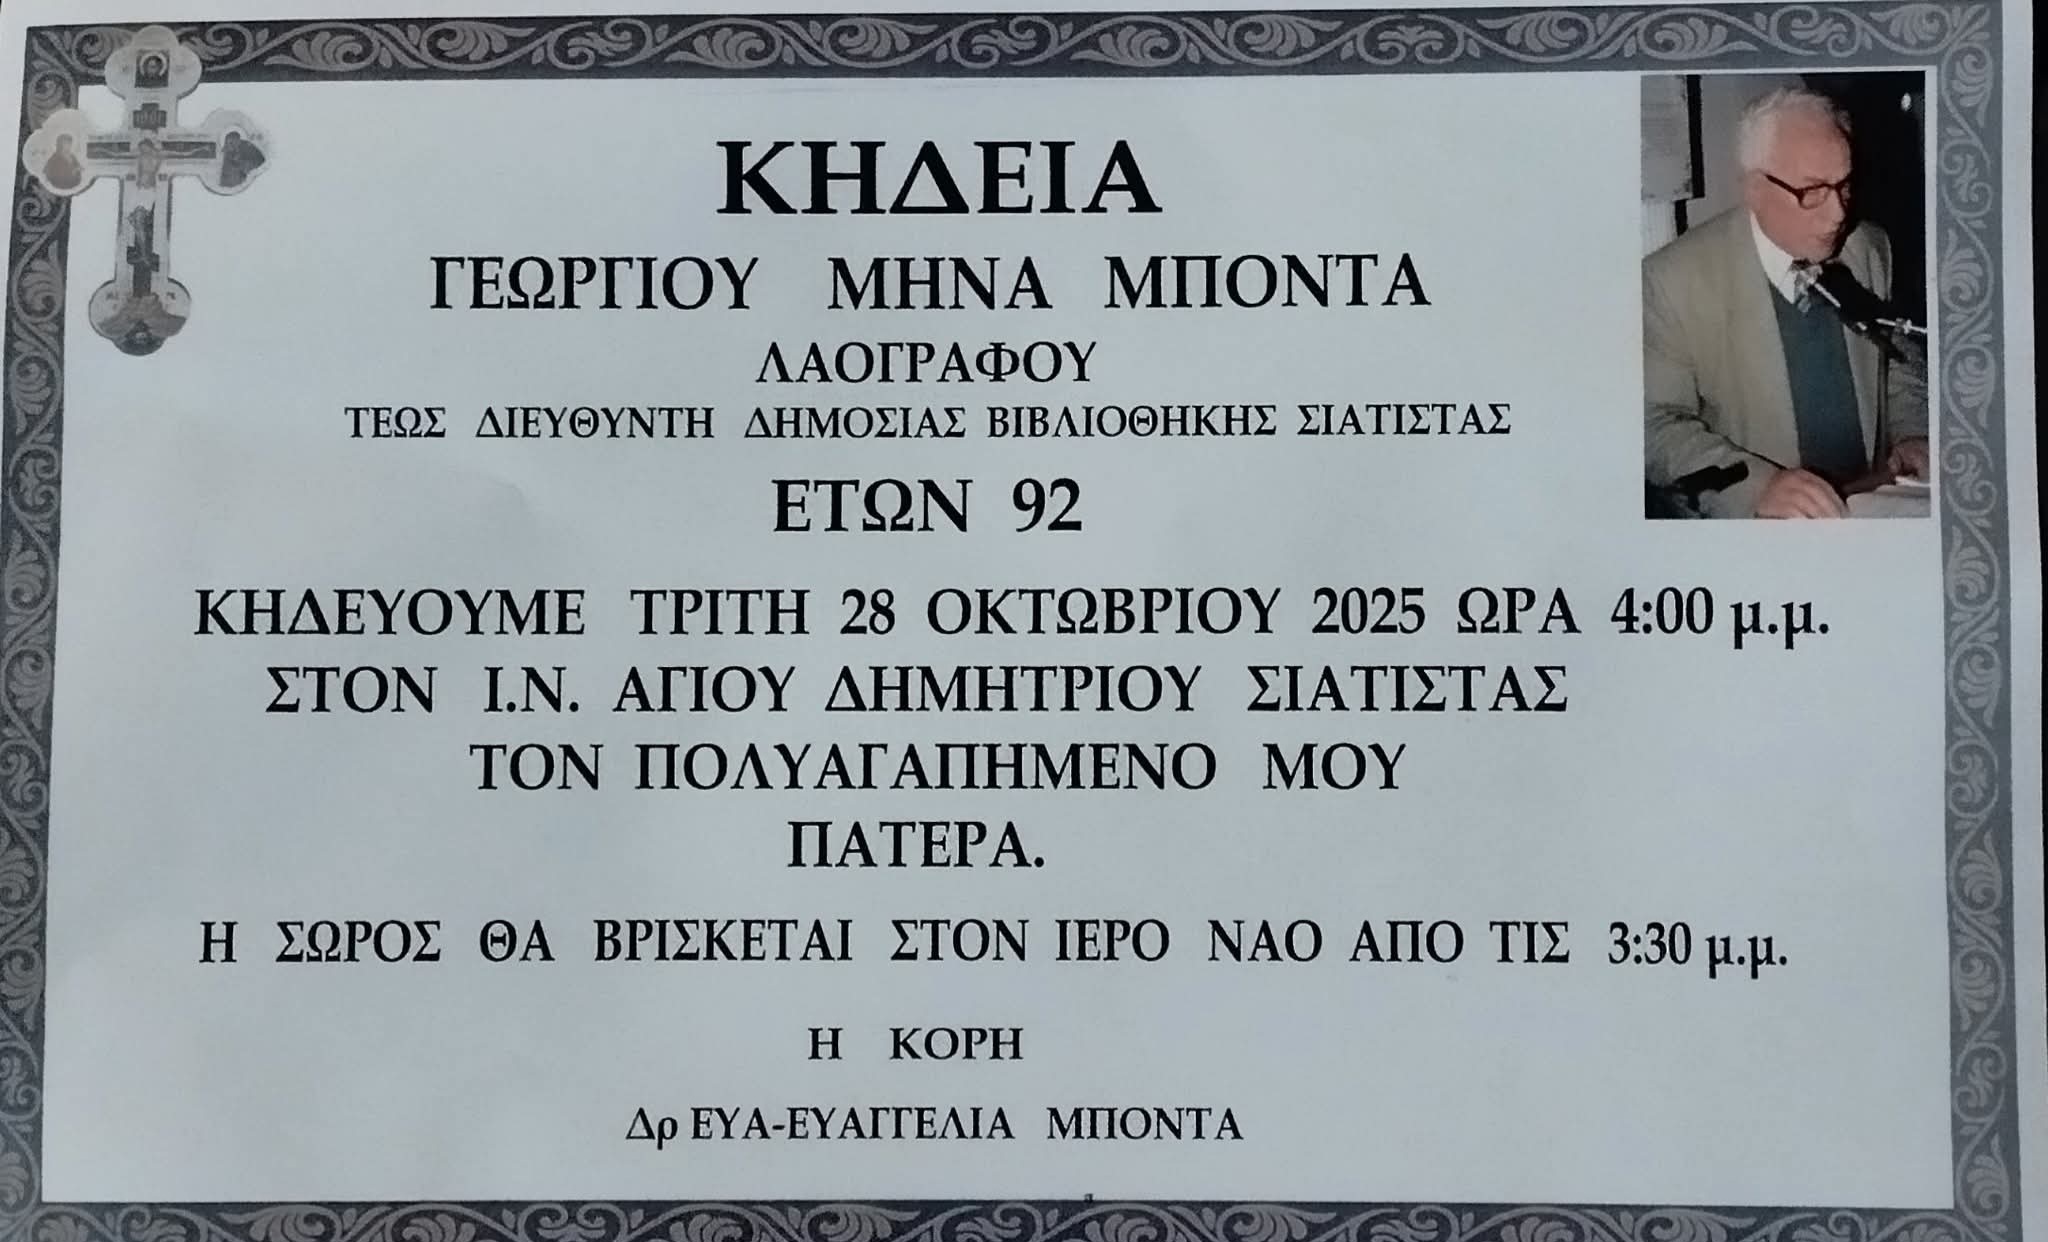 ΚΗΔΕΙΑ
ΓΕΩΡΓΙΟΥ ΜΗΝΑ ΜΠΟΝΤΑ
ΛΑΟΓΡΑΦΟΥ
ΤΕΩΣ ΔΙΕΥΘΥΝΤΗ ΔΗΜΟΣΙΑΣ ΒΙΒΛΙΟΘΗΚΗΣ ΣΙΑΤΙΣΤΑΣ
ΕΤΩΝ 92
ΚΗΔΕΥΟΥΜΕ ΤΡΙΤΗ 28 ΟΚΤΩΒΡΙΟΥ 2025 ΩΡΑ 4:00 μ.μ.
ΣΤΟΝ Ι.Ν. ΑΓΙΟΥ ΔΗΜΗΤΡΙΟΥ ΣΙΑΤΙΣΤΑΣ
ΤΟΝ ΠΟΛΥΑΓΑΠΗΜΕΝΟ ΜΟΥ
ΠΑΤΕΡΑ.
Η ΣΩΡΟΣ ΘΑ ΒΡΙΣΚΕΤΑΙ ΣΤΟΝ ΙΕΡΟ ΝΑΟ ΑΠΟ ΤΙΣ 3:30 μ.μ.
Η ΚΟΡΗ
Δρ ΕΥΑ-ΕΥΑΓΓΕΛΙΑ ΜΠΟΝΤΑ